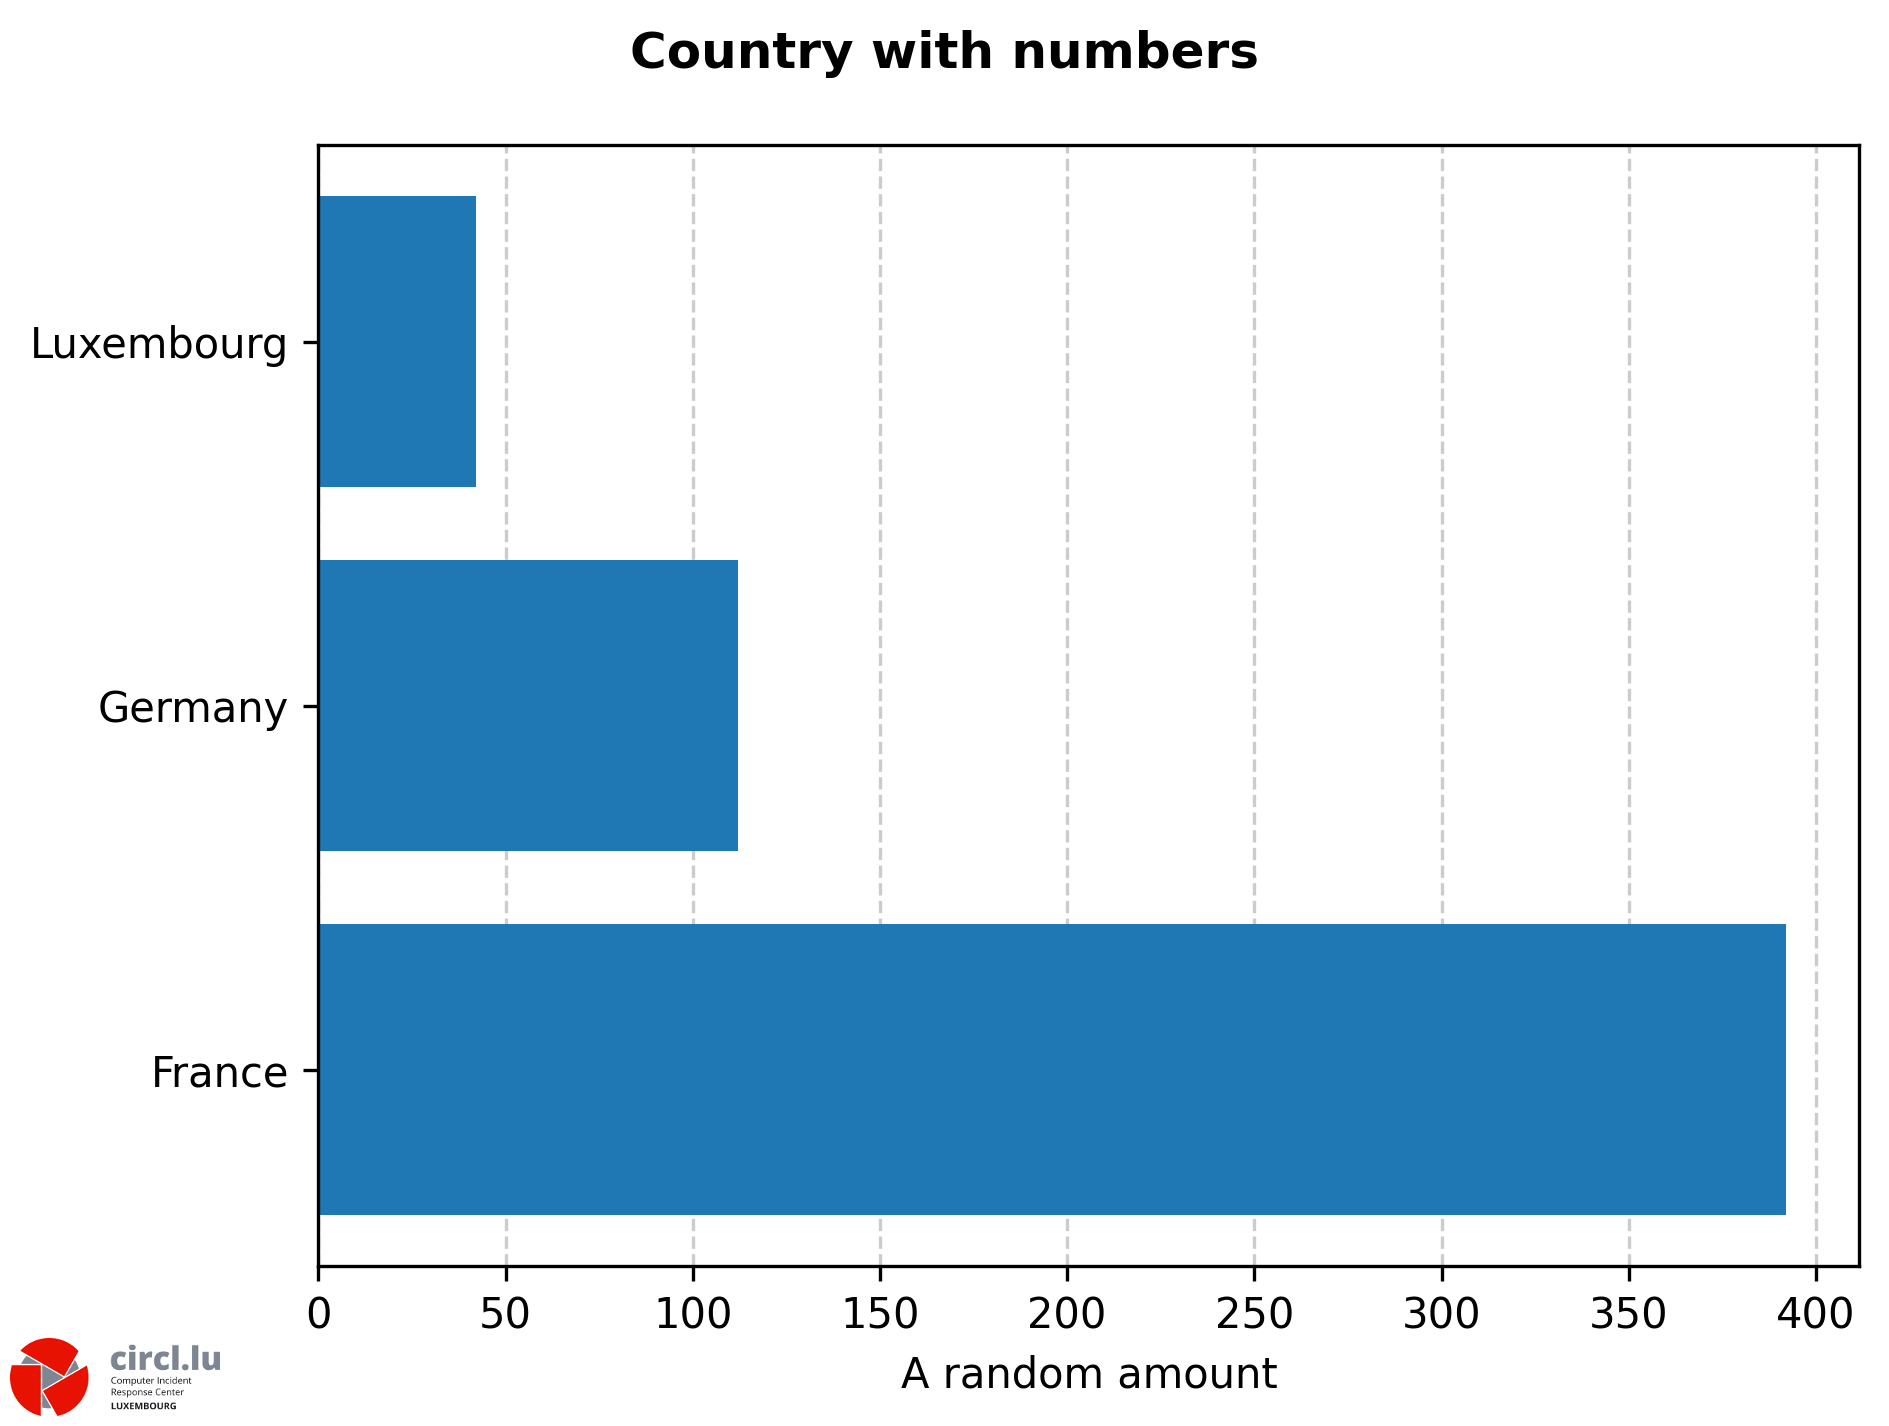 Country with numbers
Luxembourg
Germany
France
0 50 100 150 200 250 300 350 400
A random amount
circl.lu
Computer Incident
Response Center
LUXEMBOURG